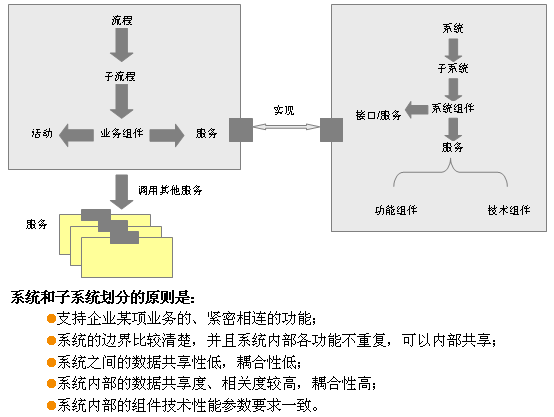 流程
子流程
活动
业务组件
服务
实现
系统
子系统
接口/服务
系统组件
服务
功能组件
技术组件
调用其他服务
服务
系统和子系统划分的原则是：
●支持企业某项业务的、紧密相连的功能；
●系统的边界比较清楚，并且系统内部各功能不重复，可以内部共享；
●系统之间的数据共享性低，耦合性低；
●系统内部的数据共享度、相关度较高，耦合性高；
●系统内部的组件技术性能参数要求一致。